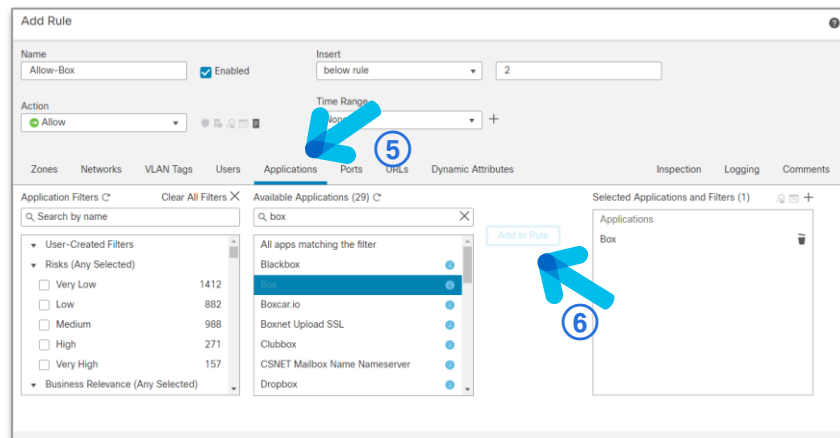 Add Rule
Name
Insert
Allow-Box
Enabled
below rule
2
Action
Time Range
Allow
None
5
Zones
Networks
VLAN Tags
Users
Applications
Ports
URLs
Dynamic Attributes
Inspection
Logging
Comments
Application Filters
Clear All Filters
Available Applications (29)
Selected Applications and Filters (1)
Search by name
box
Add to Rule
Applications
Box
User-Created Filters
Risks (Any Selected)
Very Low 1412
Low 882
Medium 988
High 271
Very High 157
Business Relevance (Any Selected)
All apps matching the filter
Blackbox
Box
Boxcar.io
Boxnet Upload SSL
Clubbox
CSNET Mailbox Name Nameserver
Dropbox
6